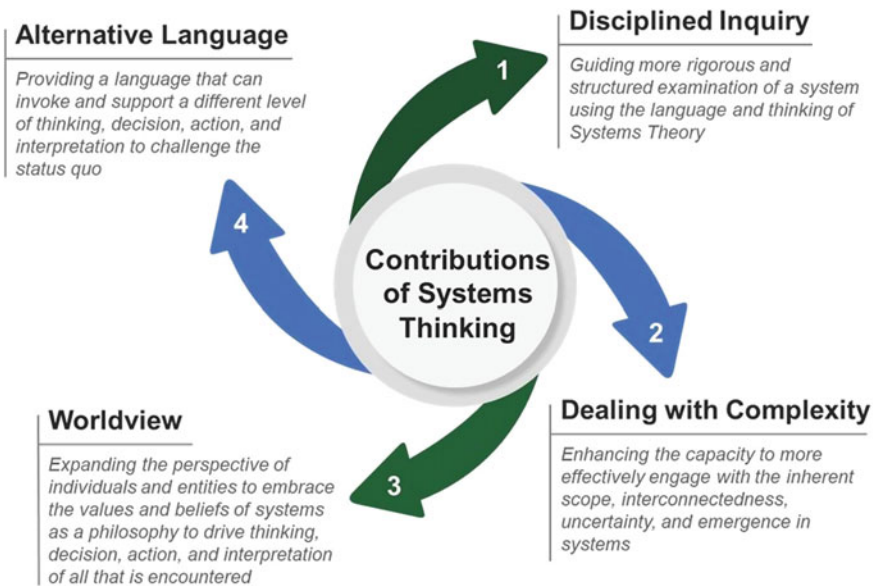 Contributions
of Systems
Thinking
1
Disciplined Inquiry
Guiding more rigorous and
structured examination of a system
using the language and thinking of
Systems Theory
2
Dealing with Complexity
Enhancing the capacity to more
effectively engage with the inherent
scope, interconnectedness,
uncertainty, and emergence in
systems
3
Worldview
Expanding the perspective of
individuals and entities to embrace
the values and beliefs of systems
as a philosophy to drive thinking,
decision, action, and interpretation
of all that is encountered
4
Alternative Language
Providing a language that can
invoke and support a different level
of thinking, decision, action, and
interpretation to challenge the
status quo